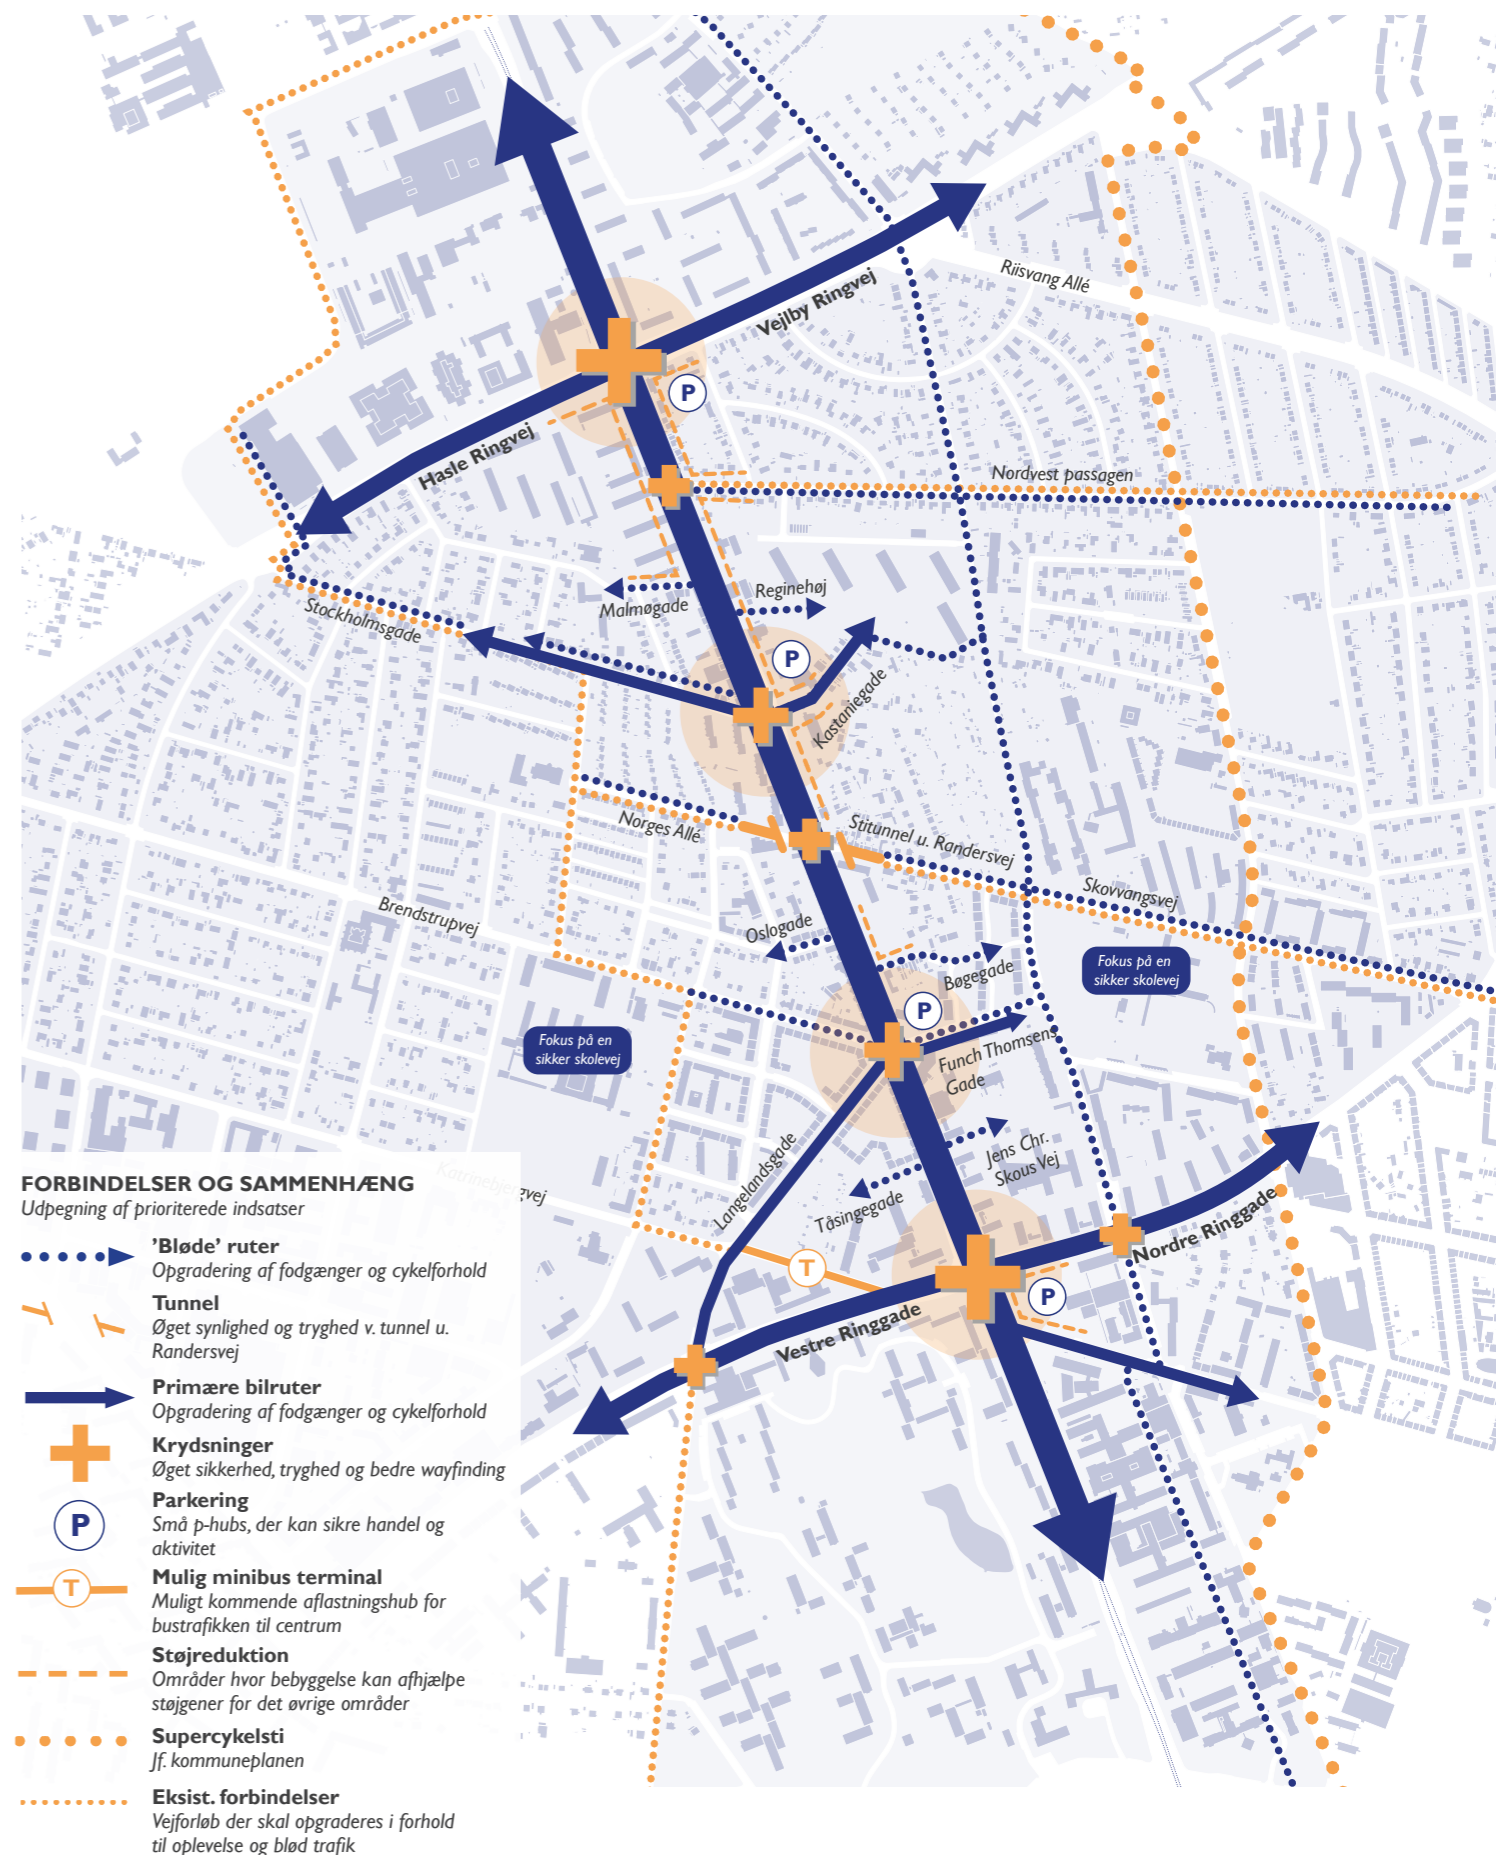 Riisvang Allé
Vejlby Ringvej
P
Hasle Ringvej
Nordvest passagen
Reginehøj
Malmøgade
Stockholmsgade
P
Kastaniegade
Norges Allé
Stitunnel u. Randersvej
Skovvangsvej
Brendstrupvej
Oslogade
Bøgegade
Fokus på en
sikker skolevej
P
Fokus på en
sikker skolevej
Funch Thomsens
Gade
Jens Chr.
Skous Vej
Langelandsgade
Tåsingegade
Katrinebjergvej
Nordre Ringgade
T
P
Vestre Ringgade
FORBINDELSER OG SAMMENHÆNG
Udpegning af prioriterede indsatser
’Bløde’ ruter
Opgradering af fodgænger og cykelforhold
Tunnel
Øget synlighed og tryghed v. tunnel u.
Randersvej
Primære bilruter
Opgradering af fodgænger og cykelforhold
Krydsninger
Øget sikkerhed, tryghed og bedre wayfinding
P
Parkering
Små p-hubs, der kan sikre handel og
aktivitet
T
Mulig minibus terminal
Muligt kommende aflastningshub for
bustrafikken til centrum
Støjreduktion
Områder hvor bebyggelse kan afhjælpe
støjgener for det øvrige områder
Supercykelsti
Jf. kommuneplanen
Eksist. forbindelser
Vejforløb der skal opgraderes i forhold
til oplevelse og blød trafik